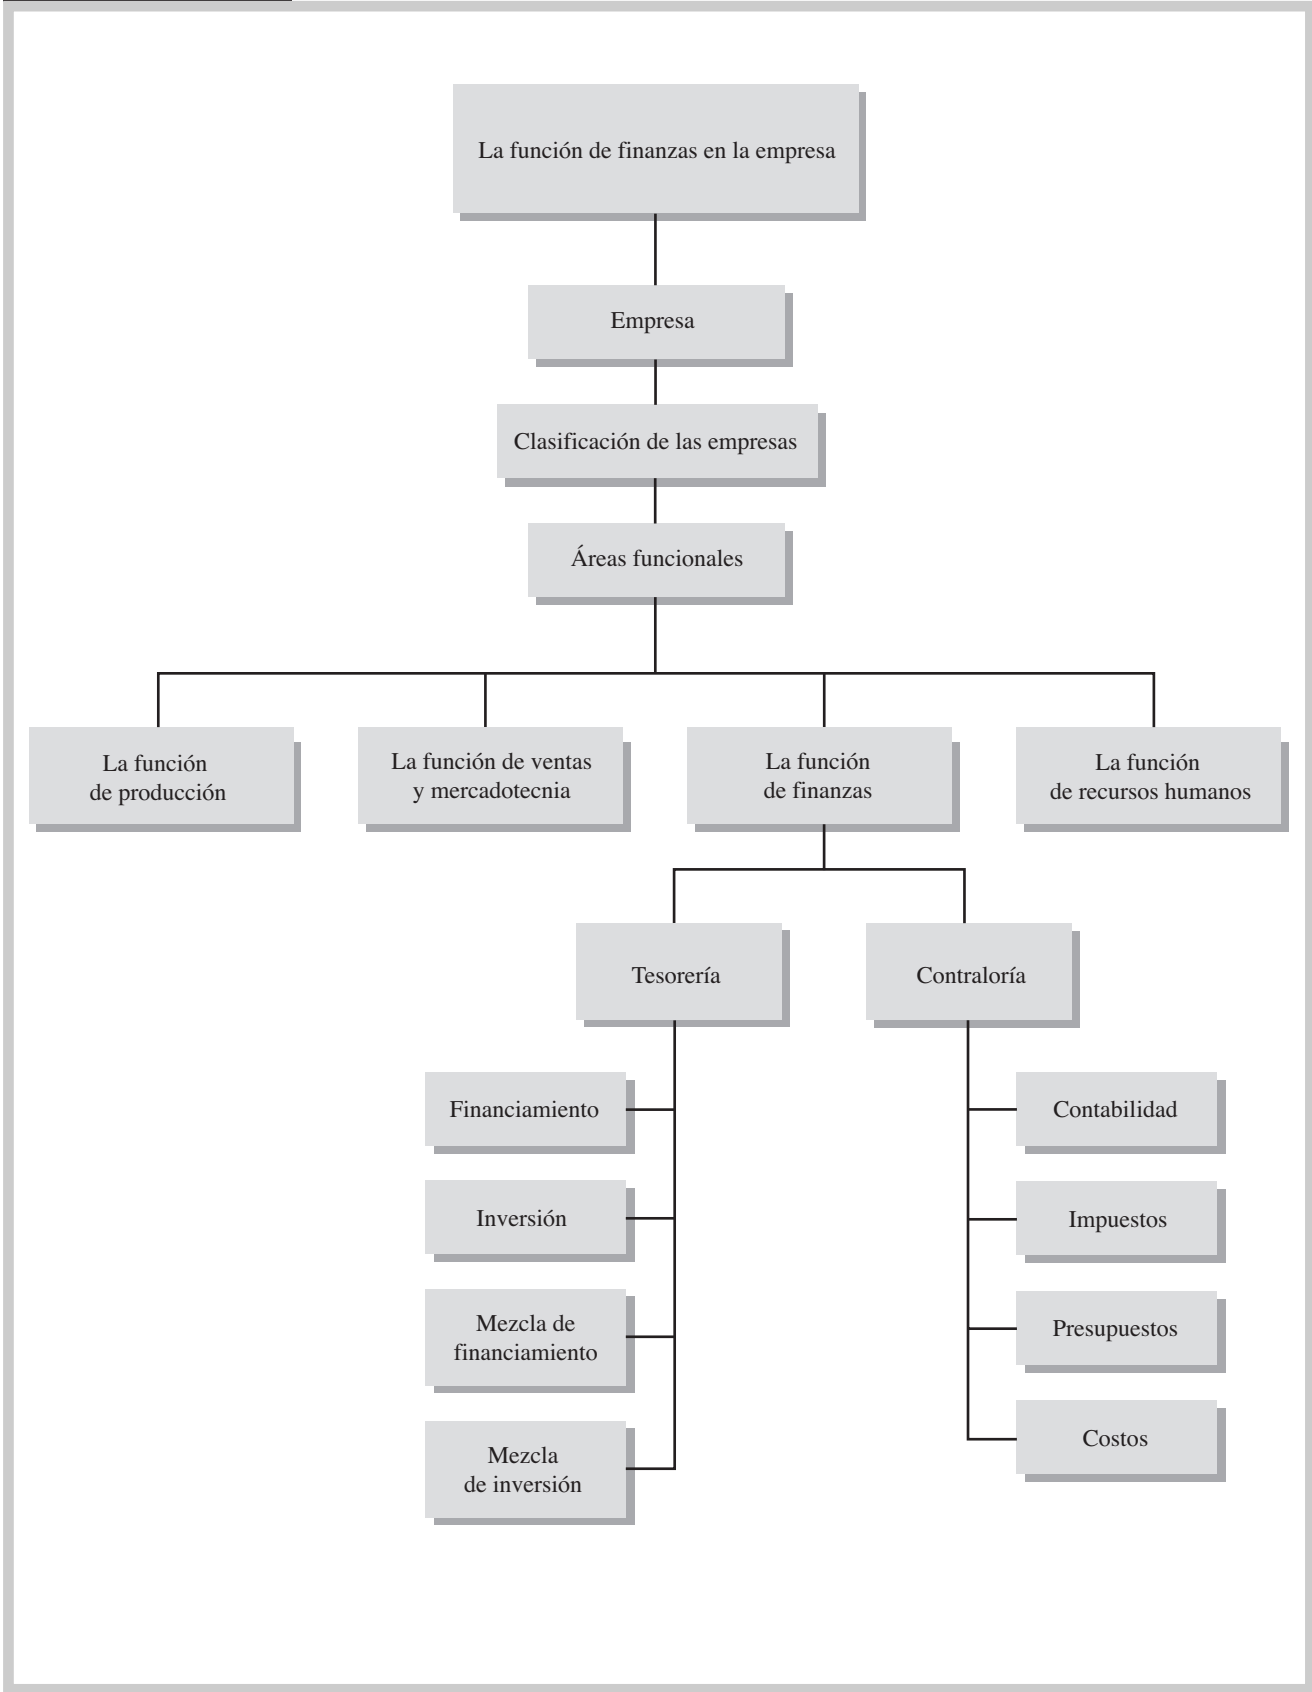 La función de finanzas en la empresa
Empresa
Clasificación de las empresas
Áreas funcionales
La función
de producción
La función de ventas
y mercadotecnia
La función
de finanzas
La función
de recursos humanos
Tesorería
Contraloría
Financiamiento
Inversión
Mezcla de
financiamiento
Mezcla
de inversión
Contabilidad
Impuestos
Presupuestos
Costos